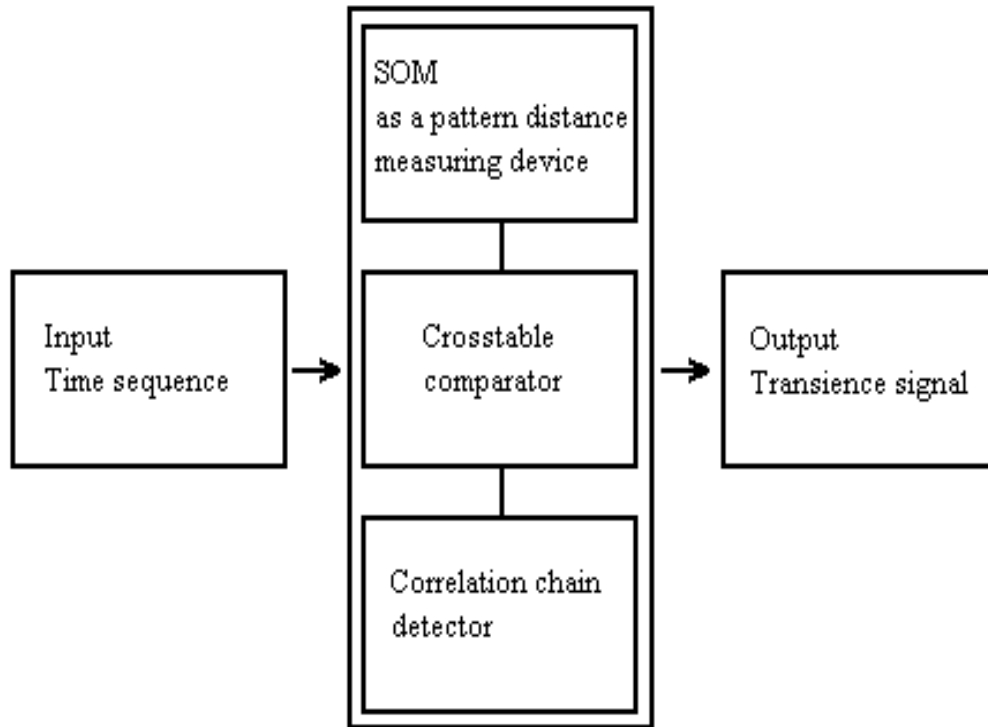 SOM
as a pattern distance
measuring device
Input
Time sequence
Crosstable
comparator
Output
Transience signal
Correlation chain
detector